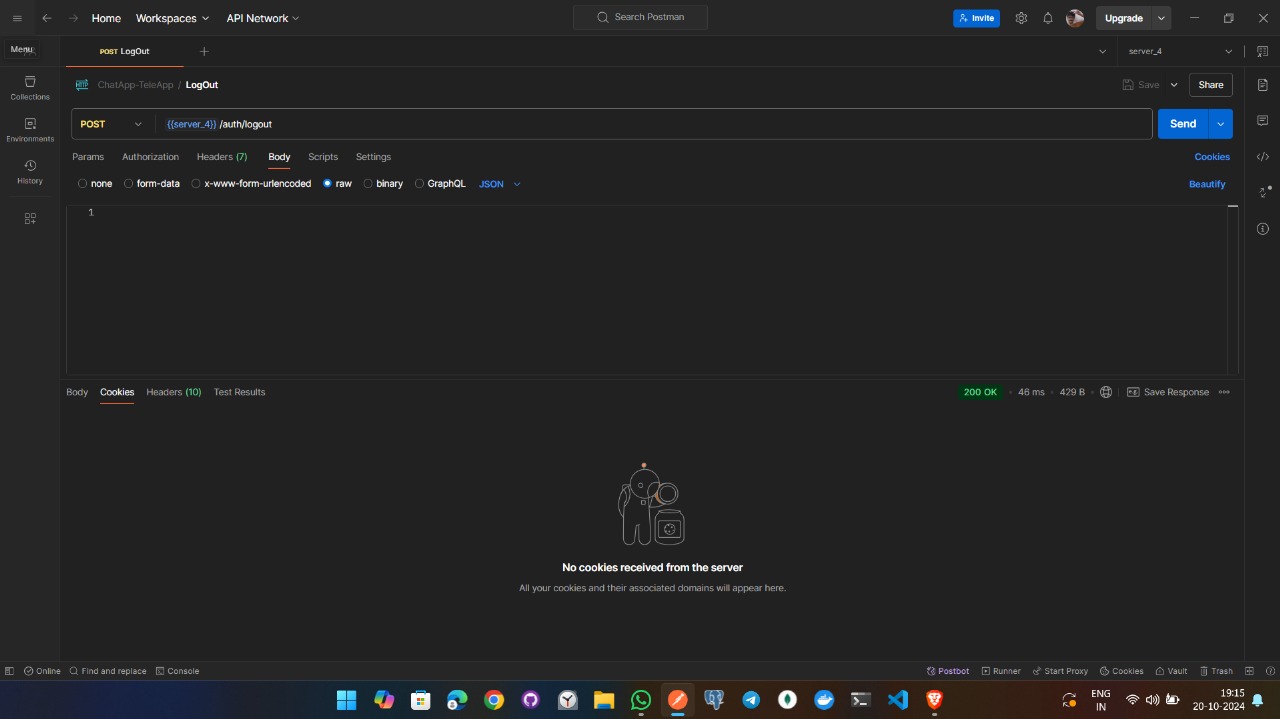 Home Workspaces API Network Search Postman Invite Upgrade
Menu POST LogOut server_4
HTTP ChatApp-TeleApp / LogOut Save Share
Collections
POST {{server_4}} /auth/logout Send
Environments
Params Authorization Headers (7) Body Scripts Settings Cookies
History
none form-data x-www-form-urlencoded raw binary GraphQL JSON Beautify
1
Body Cookies Headers (10) Test Results 200 OK 46 ms 429 B Save Response
No cookies received from the server
All your cookies and their associated domains will appear here.
Online Find and replace Console Postbot Runner Start Proxy Cookies Vault Trash
ENG 19:15
IN 20-10-2024